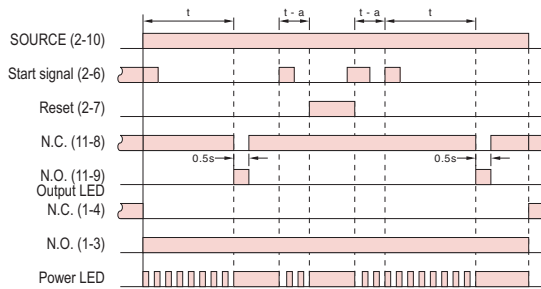 t t - a t - a t
SOURCE (2-10)
Start signal (2-6)
Reset (2-7)
N.C. (11-8)
0.5s 0.5s
N.O. (11-9)
Output LED
N.C. (1-4)
N.O. (1-3)
Power LED